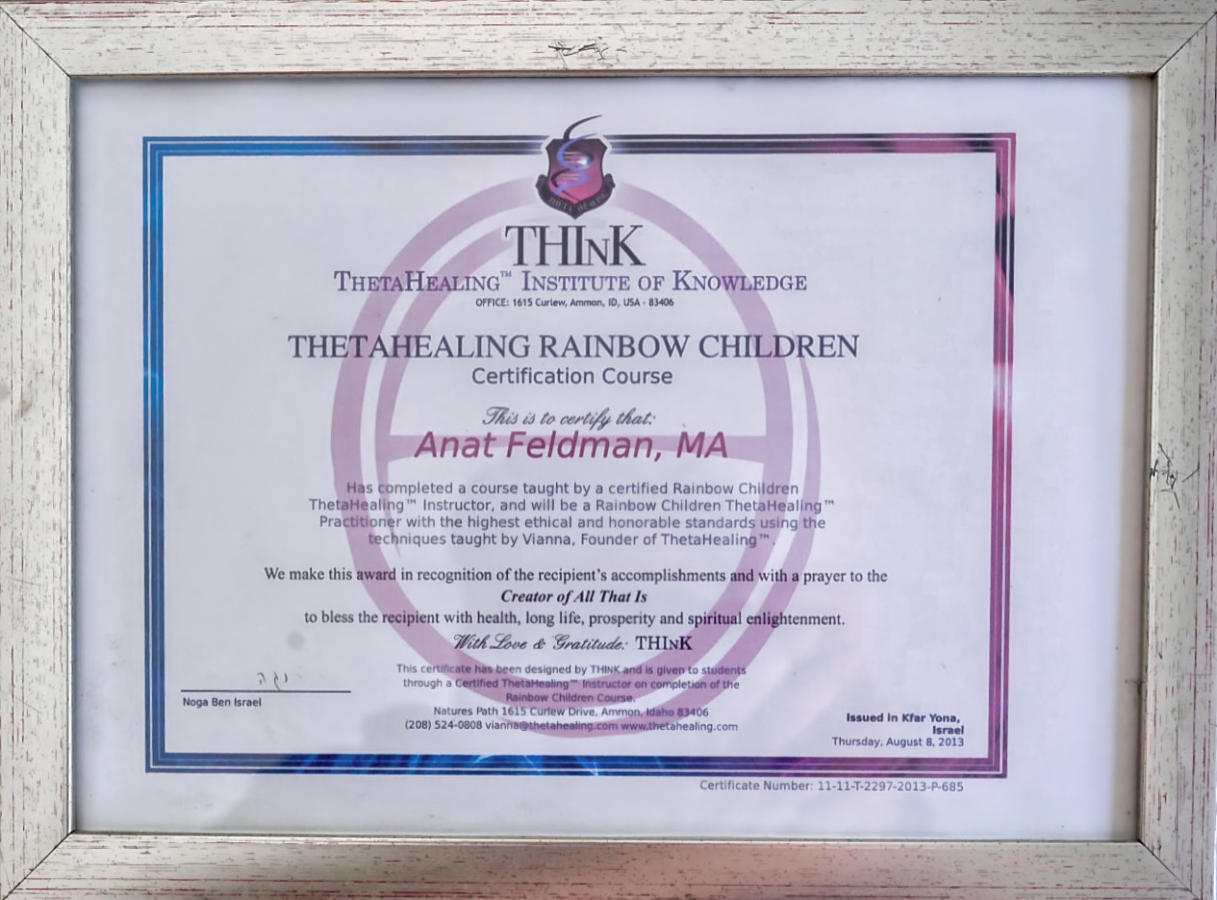 THETA HEALING
THInK
ThetaHealing™ Institute of Knowledge
OFFICE: 1615 Curlew, Ammon, ID, USA - 83406
THETAHEALING RAINBOW CHILDREN
Certification Course
This is to certify that:
Anat Feldman, MA
Has completed a course taught by a certified Rainbow Children
ThetaHealing™ Instructor, and will be a Rainbow Children ThetaHealing™
Practitioner with the highest ethical and honorable standards using the
techniques taught by Vianna, Founder of ThetaHealing™.
We make this award in recognition of the recipient's accomplishments and with a prayer to the
Creator of All That Is
to bless the recipient with health, long life, prosperity and spiritual enlightenment.
With Love & Gratitude: THInK
This certificate has been designed by THINK and is given to students
through a Certified ThetaHealing™ Instructor on completion of the
Rainbow Children Course.
Natures Path 1615 Curlew Drive, Ammon, Idaho 83406
(208) 524-0808 vianna@thetahealing.com www.thetahealing.com
Noga Ben Israel
Issued in Kfar Yona,
Israel
Thursday, August 8, 2013
Certificate Number: 11-11-T-2297-2013-P-685